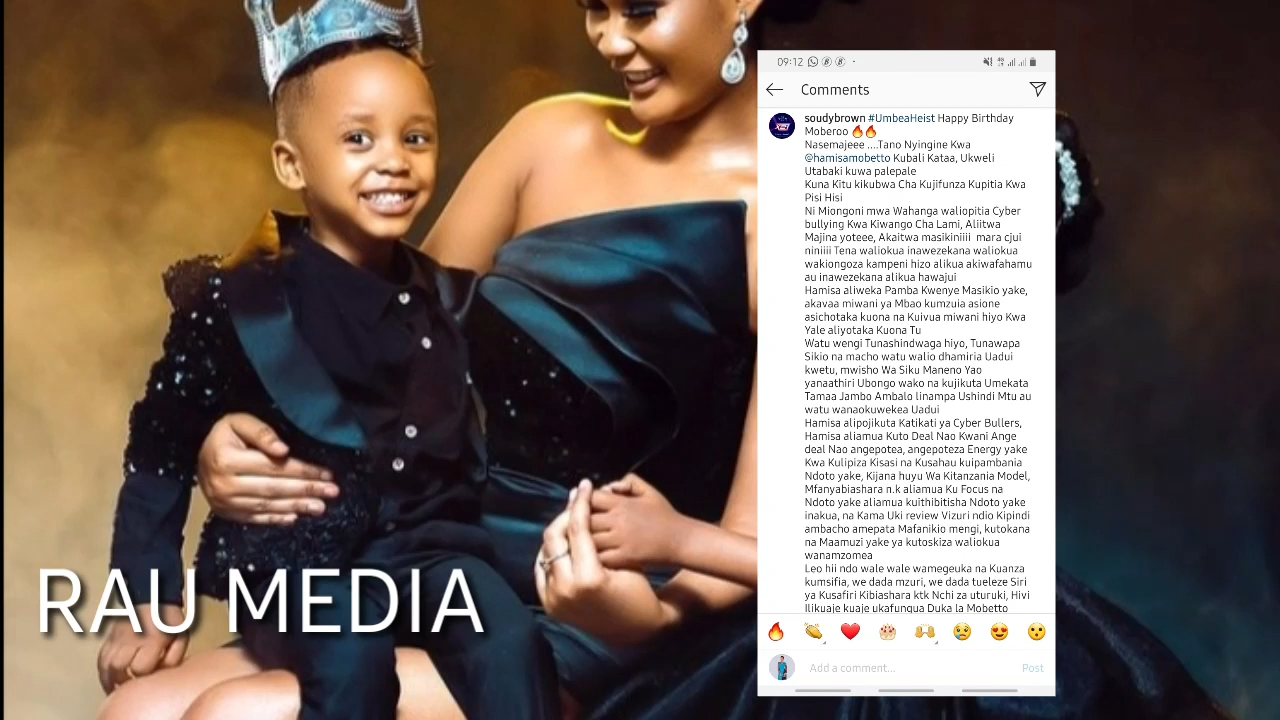 RAU MEDIA
09:12
Comments
soudybrown #UmbeaHeist Happy Birthday
Moberoo 🔥🔥
Nasemajeee ....Tano Nyingine Kwa
@hamisamobetto Kubali Kataa, Ukweli
Utabaki kuwa palepale
Kuna Kitu kikubwa Cha Kujifunza Kupitia Kwa
Pisi Hisi
Ni Miongoni mwa Wahanga waliopitia Cyber
bullying Kwa Kiwango Cha Lami, Aliitwa
Majina yoteee, Akaitwa masikiniiii mara cjui
niniiii Tena waliokua inawezekana waliokua
wakiongoza kampeni hizo alikua akiwafahamu
au inawezekana alikua hawajui
Hamisa aliweka Pamba Kwenye Masikio yake,
akavaa miwani ya Mbao kumzuia asione
asichotaka kuona na Kuivua miwani hiyo Kwa
Yale aliyotaka Kuona Tu
Watu wengi Tunashindwaga hiyo, Tunawapa
Sikio na macho watu walio dhamiria Uadui
kwetu, mwisho Wa Siku Maneno Yao
yanaathiri Ubongo wako na kujikuta Umekata
Tamaa Jambo Ambalo linampa Ushindi Mtu au
watu wanaokuwekea Uadui
Hamisa alipojikuta Katikati ya Cyber Bullers,
Hamisa aliamua Kuto Deal Nao Kwani Ange
deal Nao angepotea, angepoteza Energy yake
Kwa Kulipiza Kisasi na Kusahau kuipambania
Ndoto yake, Kijana huyu Wa Kitanzania Model,
Mfanyabiashara n.k aliamua Ku Focus na
Ndoto yake aliamua kuithibitisha Ndoto yake
inakua, na Kama Uki review Vizuri ndio Kipindi
ambacho amepata Mafanikio mengi, kutokana
na Maamuzi yake ya kutoskiza waliokua
wanamzomea
Leo hii ndo wale wale wamegeuka na Kuanza
kumsifia, we dada mzuri, we dada tueleze Siri
ya Kusafiri Kibiashara ktk Nchi za uturuki, Hivi
Ilikuaje kuaje ukafungua Duka la Mobetto
Add a comment...
Post